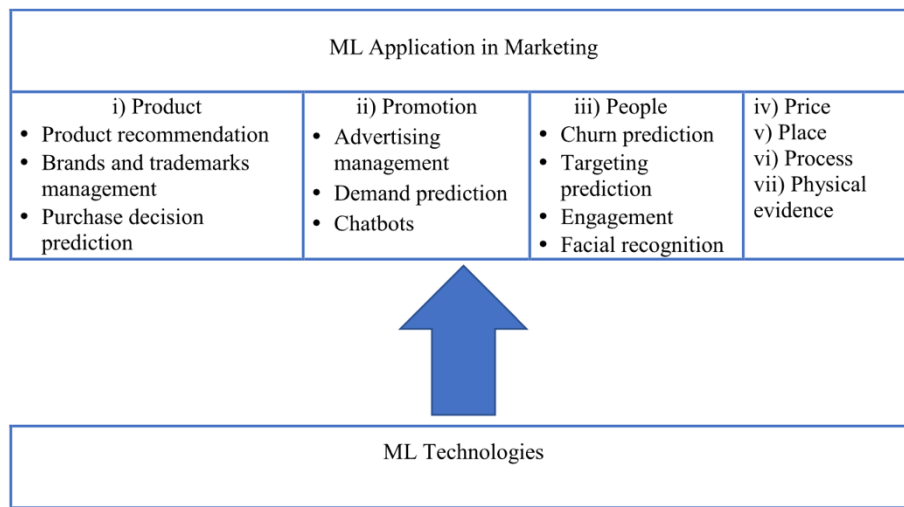 ML Application in Marketing
i) Product
• Product recommendation
• Brands and trademarks
management
• Purchase decision
prediction
ii) Promotion
• Advertising
management
• Demand prediction
• Chatbots
iii) People
• Churn prediction
• Targeting
prediction
• Engagement
• Facial recognition
iv) Price
v) Place
vi) Process
vii) Physical
evidence
ML Technologies